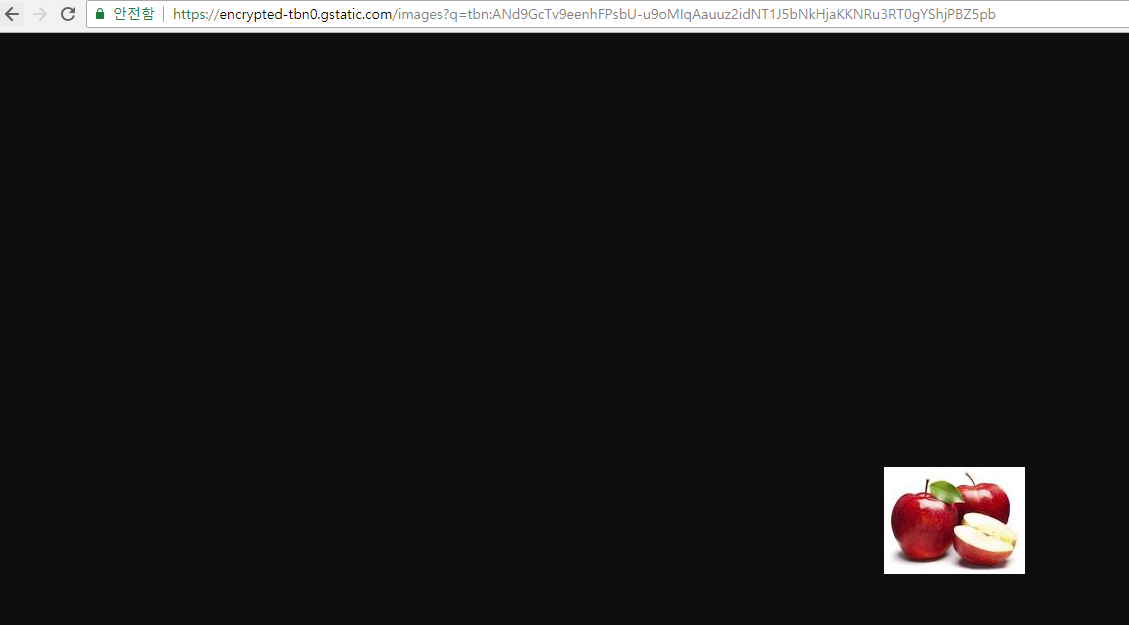 안전함 https://encrypted-tbn0.gstatic.com/images?q=tbn:ANd9GcTv9eenhFPsbU-u9oMIqAauuz2idNT1J5bNkHjaKKNRu3RT0gYShjPBZ5pb